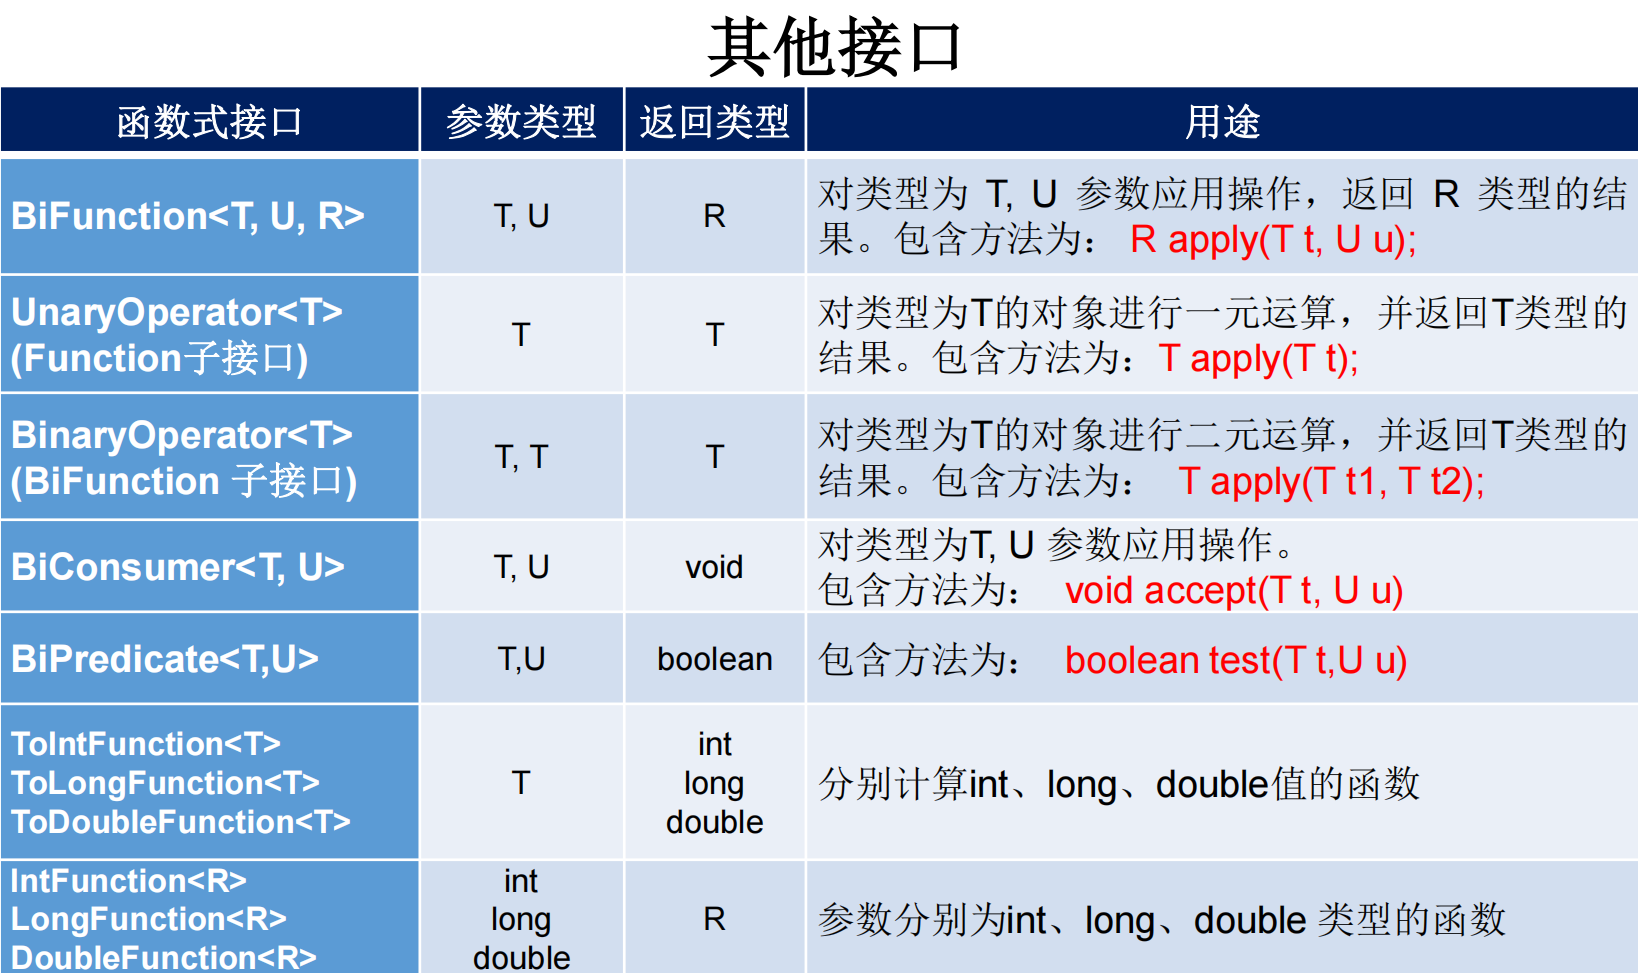 其他接口
函数式接口 参数类型 返回类型 用途
BiFunction<T, U, R> T, U R 对类型为 T, U 参数应用操作，返回 R 类型的结
果。包含方法为： R apply(T t, U u);
UnaryOperator<T>
(Function子接口) T T 对类型为T的对象进行一元运算，并返回T类型的
结果。包含方法为：T apply(T t);
BinaryOperator<T>
(BiFunction 子接口) T, T T 对类型为T的对象进行二元运算，并返回T类型的
结果。包含方法为： T apply(T t1, T t2);
BiConsumer<T, U> T, U void 对类型为T, U 参数应用操作。
包含方法为： void accept(T t, U u)
BiPredicate<T,U> T,U boolean 包含方法为： boolean test(T t,U u)
ToIntFunction<T>
ToLongFunction<T>
ToDoubleFunction<T>
T
int
long
double
分别计算int、long、double值的函数
IntFunction<R>
LongFunction<R>
DoubleFunction<R>
int
long
double
R
参数分别为int、long、double 类型的函数